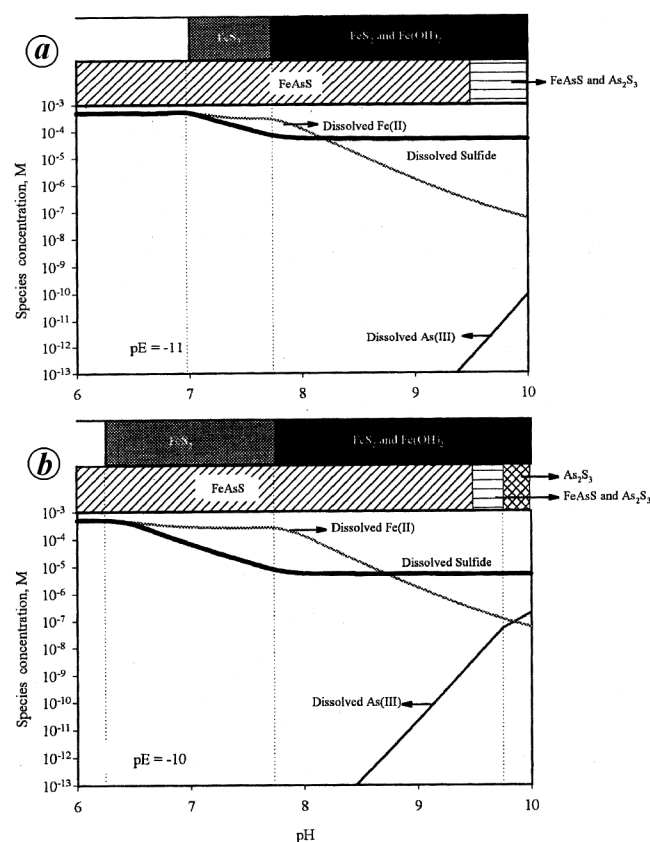 a
FeS₂
FeS₂ and Fe(OH)₂
FeAsS
FeAsS and As₂S₃
10⁻³
10⁻⁴
10⁻⁵
10⁻⁶
10⁻⁷
10⁻⁸
10⁻⁹
10⁻¹⁰
10⁻¹¹
10⁻¹²
10⁻¹³
Species concentration, M
Dissolved Fe(II)
Dissolved Sulfide
Dissolved As(III)
pE = -11
6
7
8
9
10
b
FeS₂
FeS₂ and Fe(OH)₂
FeAsS
As₂S₃
FeAsS and As₂S₃
10⁻³
10⁻⁴
10⁻⁵
10⁻⁶
10⁻⁷
10⁻⁸
10⁻⁹
10⁻¹⁰
10⁻¹¹
10⁻¹²
10⁻¹³
Species concentration, M
Dissolved Fe(II)
Dissolved Sulfide
Dissolved As(III)
pE = -10
6
7
8
9
10
pH